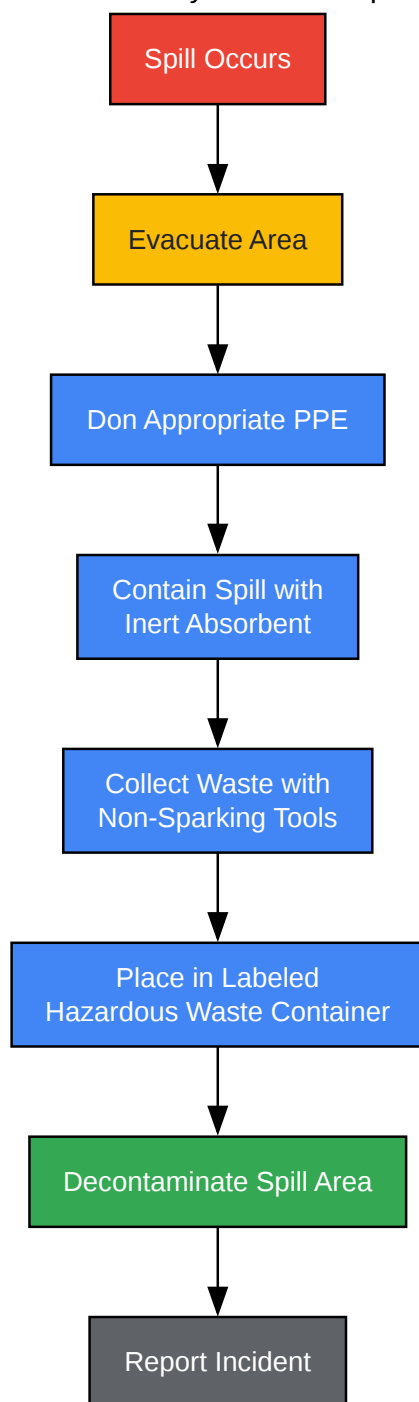 Spill Occurs
Evacuate Area
Don Appropriate PPE
Contain Spill with
Inert Absorbent
Collect Waste with
Non-Sparking Tools
Place in Labeled
Hazardous Waste Container
Decontaminate Spill Area
Report Incident